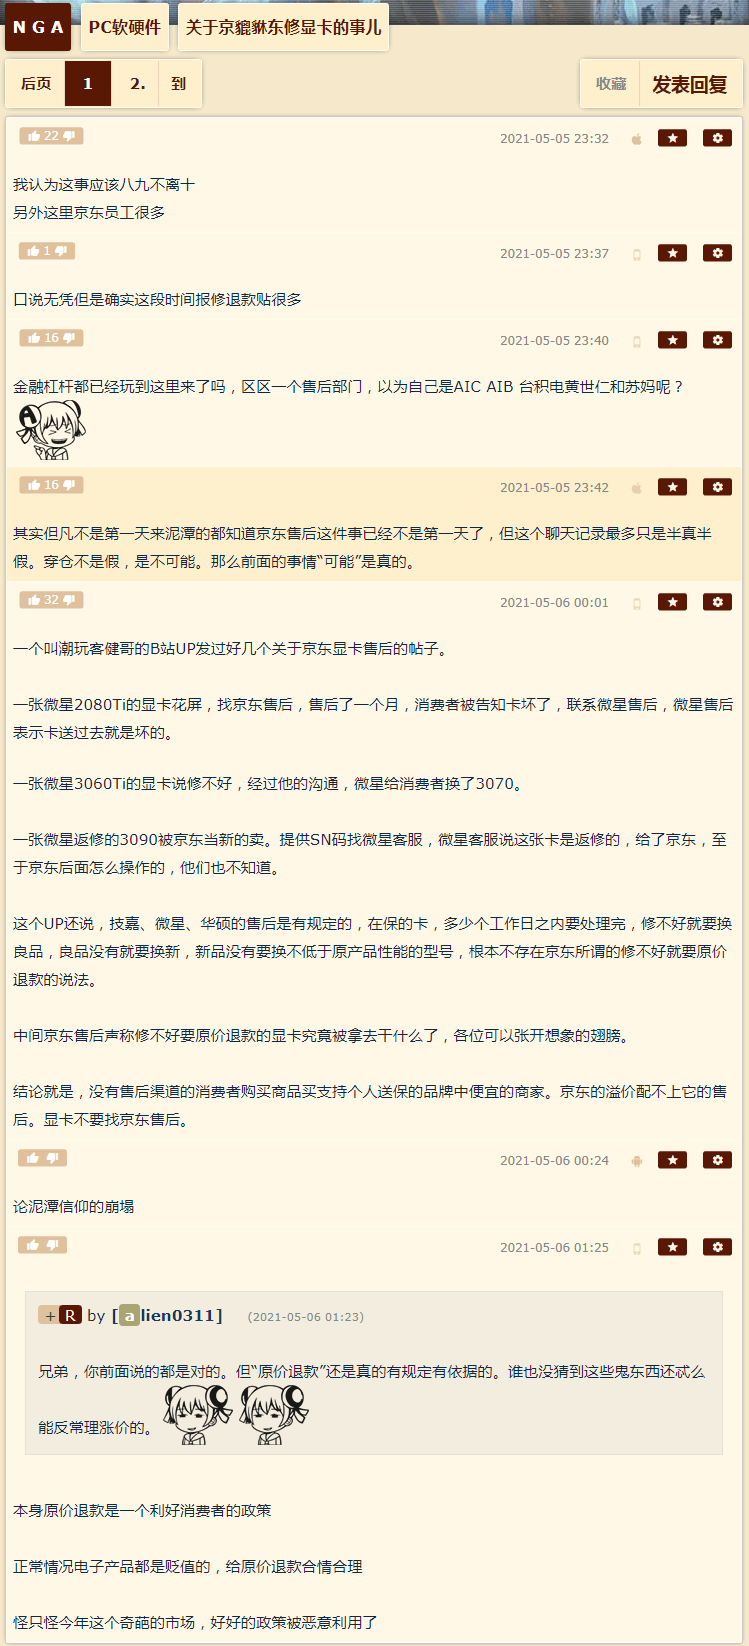 N G A
PC软硬件
关于京貔貅东修显卡的事儿
后页 1 2. 到
收藏 发表回复
22 2021-05-05 23:32
我认为这事应该八九不离十
另外这里京东员工很多
1 2021-05-05 23:37
口说无凭但是确实这段时间报修退款贴很多
16 2021-05-05 23:40
金融杠杆都已经玩到这里来了吗，区区一个售后部门，以为自己是AIC AIB 台积电黄世仁和苏妈呢？
A
16 2021-05-05 23:42
其实但凡不是第一天来泥潭的都知道京东售后这件事已经不是第一天了，但这个聊天记录最多只是半真半
假。穿仓不是假，是不可能。那么前面的事情“可能”是真的。
32 2021-05-06 00:01
一个叫潮玩客健哥的B站UP发过好几个关于京东显卡售后的帖子。
一张微星2080Ti的显卡花屏，找京东售后，售后了一个月，消费者被告知卡坏了，联系微星售后，微星售后
表示卡送过去就是坏的。
一张微星3060Ti的显卡说修不好，经过他的沟通，微星给消费者换了3070。
一张微星返修的3090被京东当新的卖。提供SN码找微星客服，微星客服说这张卡是返修的，给了京东，至
于京东后面怎么操作的，他们也不知道。
这个UP还说，技嘉、微星、华硕的售后是有规定的，在保的卡，多少个工作日之内要处理完，修不好就要换
良品，良品没有就要换新，新品没有要换不低于原产品性能的型号，根本不存在京东所谓的修不好就要原价
退款的说法。
中间京东售后声称修不好要原价退款的显卡究竟被拿去干什么了，各位可以张开想象的翅膀。
结论就是，没有售后渠道的消费者购买商品买支持个人送保的品牌中便宜的商家。京东的溢价配不上它的售
后。显卡不要找京东售后。
2021-05-06 00:24
论泥潭信仰的崩塌
2021-05-06 01:25
+R by [alien0311] (2021-05-06 01:23)
兄弟，你前面说的都是对的。但“原价退款”还是真的有规定有依据的。谁也没猜到这些鬼东西还忒么
能反常理涨价的。
本身原价退款是一个利好消费者的政策
正常情况电子产品都是贬值的，给原价退款合情合理
怪只怪今年这个奇葩的市场，好好的政策被恶意利用了